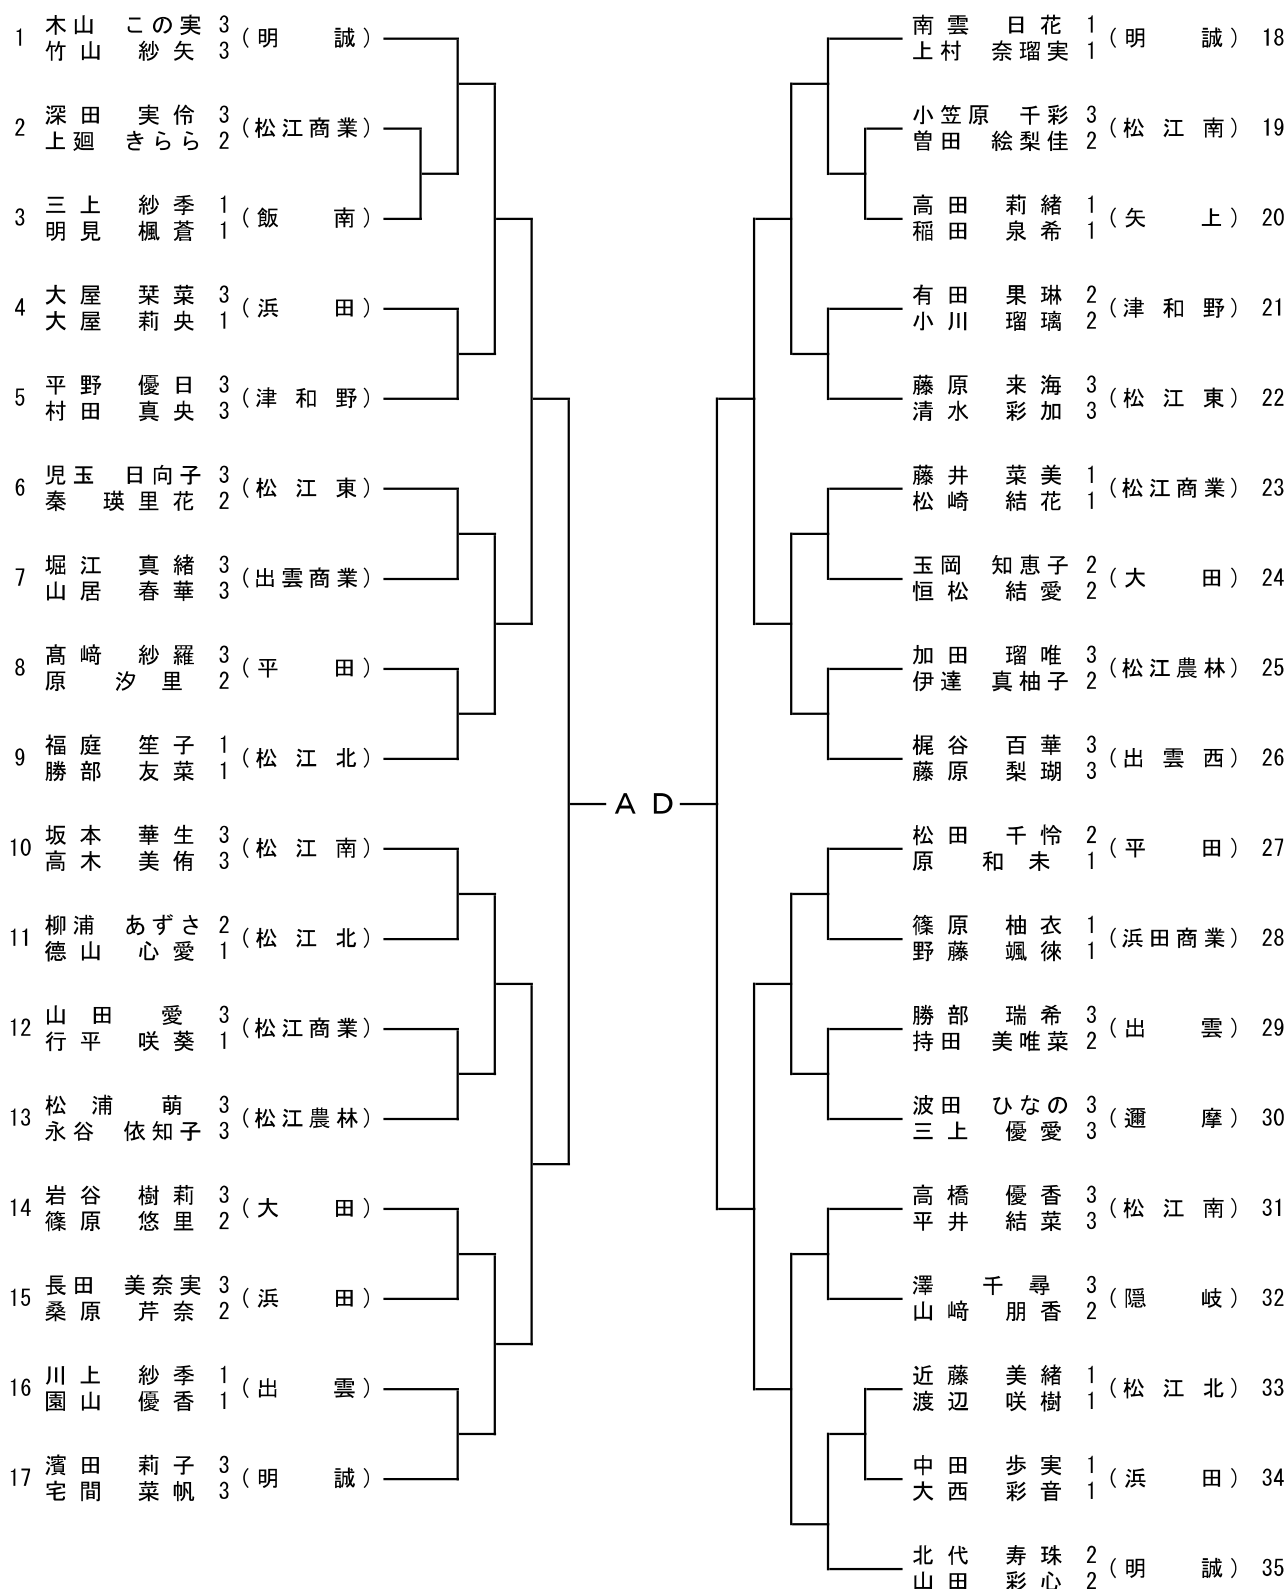 1 木山 この実 3 (明 誠)
竹山 紗矢 3
2 深田 実伶 3 (松江商業)
上廻 きらら 2
3 三上 紗季 1 (飯 南)
明見 楓蒼 1
4 大屋 栞菜 3 (浜 田)
大屋 莉央 1
5 平野 優日 3 (津和野)
村田 真央 3
6 児玉 日向子 3 (松江東)
秦 瑛里花 2
7 堀江 真緒 3 (出雲商業)
山居 春華 3
8 髙﨑 紗羅 3 (平 田)
原 汐里 2
9 福庭 笙子 1 (松江北)
勝部 友菜 1
10 坂本 華生 3 (松江南)
高木 美侑 3
11 柳浦 あずさ 2 (松江北)
德山 心愛 1
12 山田 愛 3 (松江商業)
行平 咲葵 1
13 松浦 萌 3 (松江農林)
永谷 依知子 3
14 岩谷 樹莉 3 (大 田)
篠原 悠里 2
15 長田 美奈実 3 (浜 田)
桑原 芹奈 2
16 川上 紗季 1 (出 雲)
園山 優香 1
17 濱田 莉子 3 (明 誠)
宅間 菜帆 3
A D
南雲 日花 1 (明 誠) 18
上村 奈瑠実 1
小笠原 千彩 3 (松江南) 19
曽田 絵梨佳 2
高田 莉緒 1 (矢 上) 20
稲田 泉希 1
有田 果琳 2 (津和野) 21
小川 瑠璃 2
藤原 来海 3 (松江東) 22
清水 彩加 3
藤井 菜美 1 (松江商業) 23
松崎 結花 1
玉岡 知恵子 2 (大 田) 24
恒松 結愛 2
加田 瑠唯 3 (松江農林) 25
伊達 真柚子 2
梶谷 百華 3 (出雲西) 26
藤原 梨瑚 3
松田 千怜 2 (平 田) 27
原 和未 1
篠原 柚衣 1 (浜田商業) 28
野藤 颯徠 1
勝部 瑞希 3 (出 雲) 29
持田 美唯菜 2
波田 ひなの 3 (邇 摩) 30
三上 優愛 3
高橋 優香 3 (松江南) 31
平井 結菜 3
澤 千尋 3 (隠 岐) 32
山﨑 朋香 2
近藤 美緒 1 (松江北) 33
渡辺 咲樹 1
中田 歩実 1 (浜 田) 34
大西 彩音 1
北代 寿珠 2 (明 誠) 35
山田 彩心 2